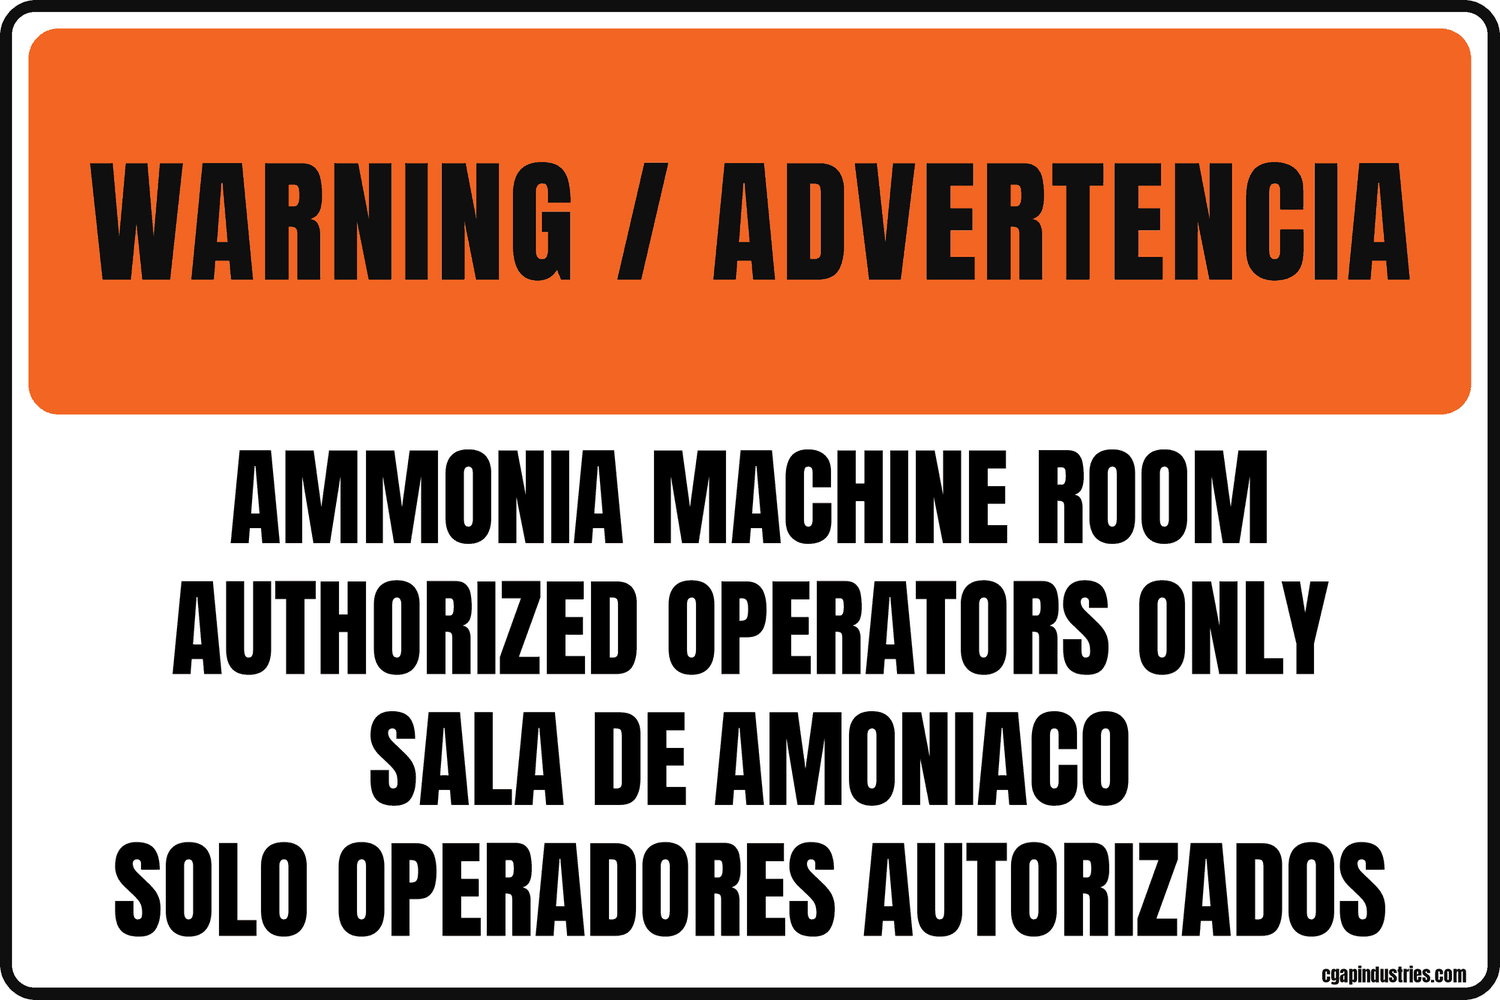 WARNING / ADVERTENCIA
AMMONIA MACHINE ROOM
AUTHORIZED OPERATORS ONLY
SALA DE AMONIACO
SOLO OPERADORES AUTORIZADOS
cgapindustries.com